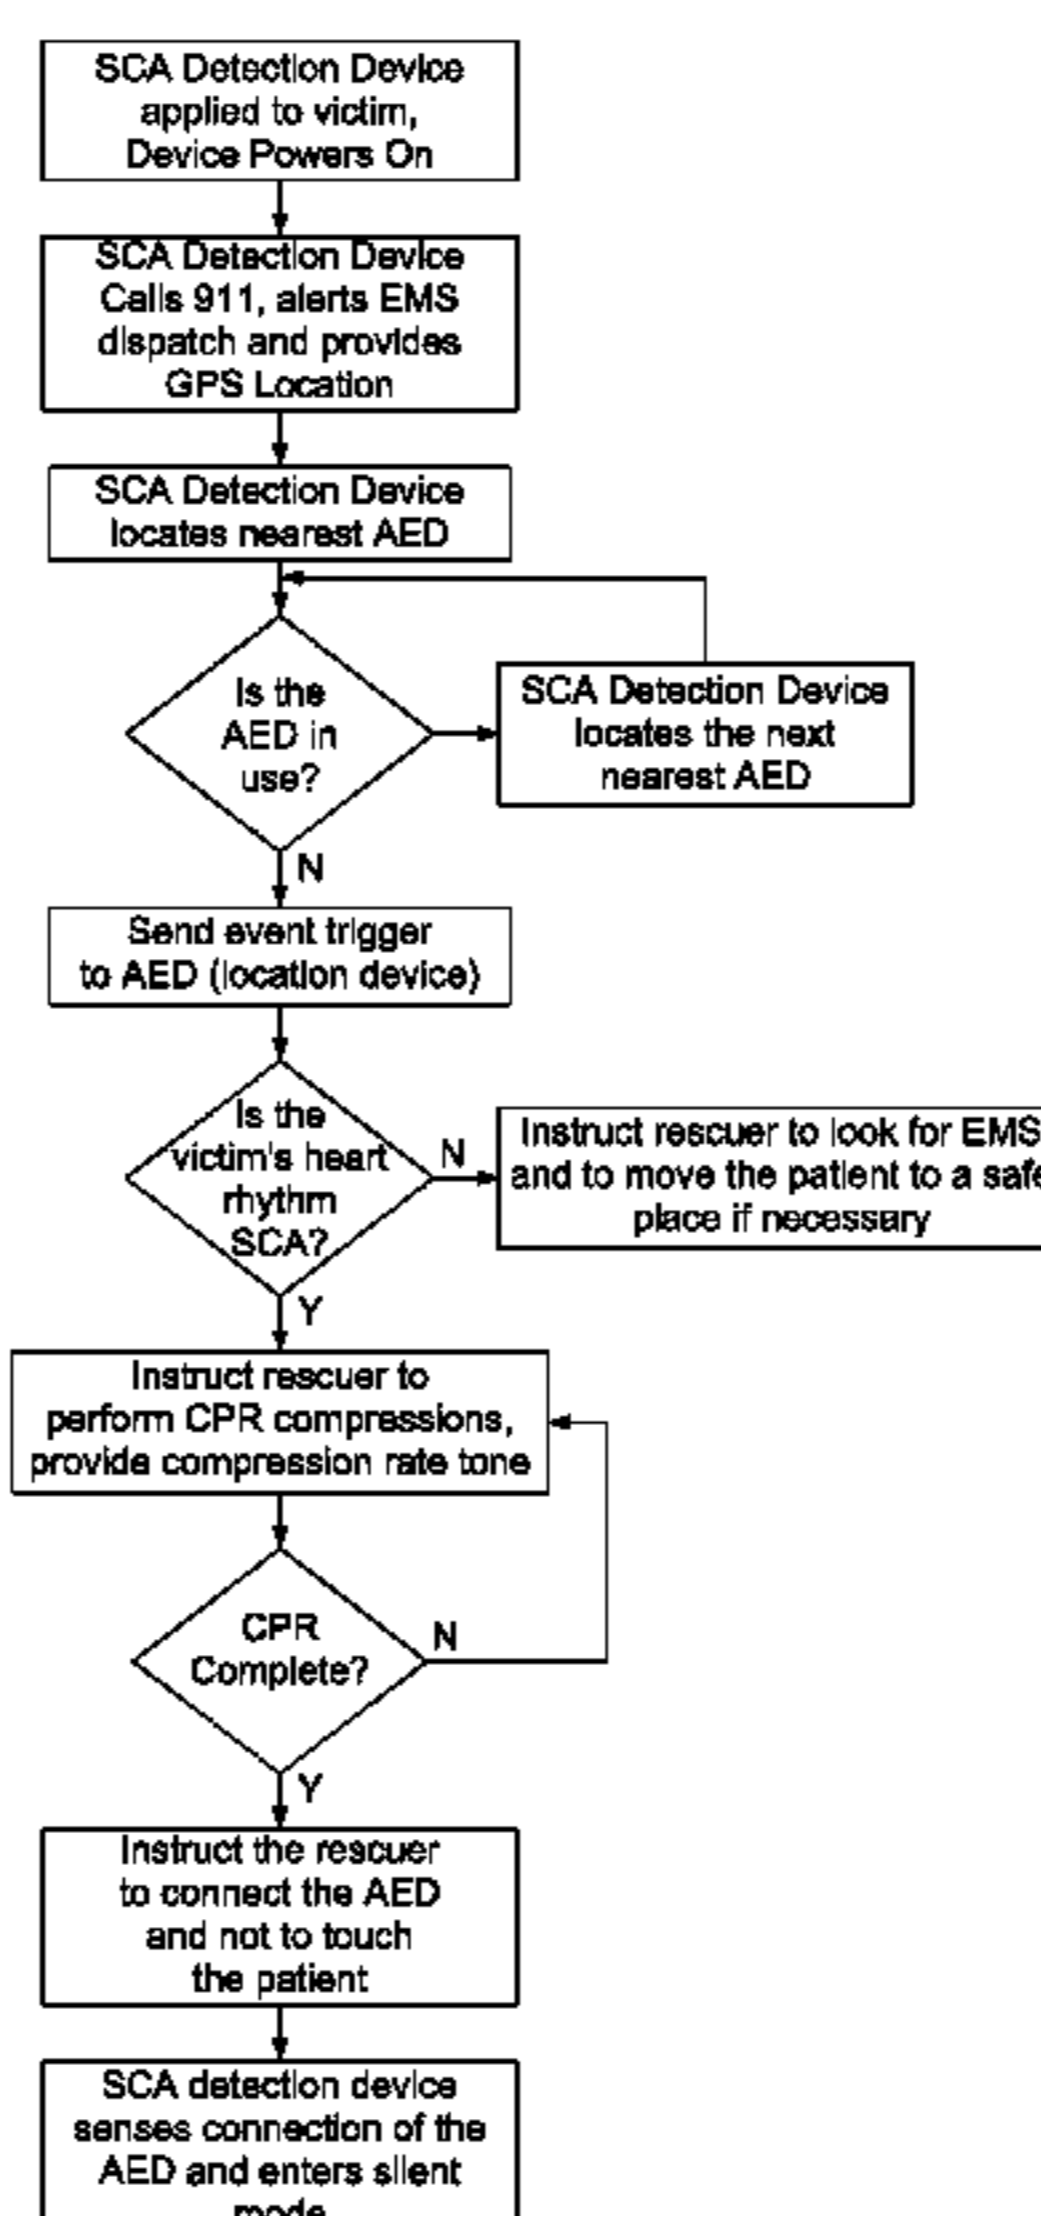 SCA Detection Device
applied to victim,
Device Powers On
SCA Detection Device
Calls 911, alerts EMS
dispatch and provides
GPS Location
SCA Detection Device
locates nearest AED
Is the
AED in
use?
SCA Detection Device
locates the next
nearest AED
N
Send event trigger
to AED (location device)
Is the
victim's heart
rhythm
SCA?
N
Instruct rescuer to look for EMS
and to move the patient to a safe
place if necessary
Y
Instruct rescuer to
perform CPR compressions,
provide compression rate tone
CPR
Complete?
N
Y
Instruct the rescuer
to connect the AED
and not to touch
the patient
SCA detection device
senses connection of the
AED and enters silent
mode